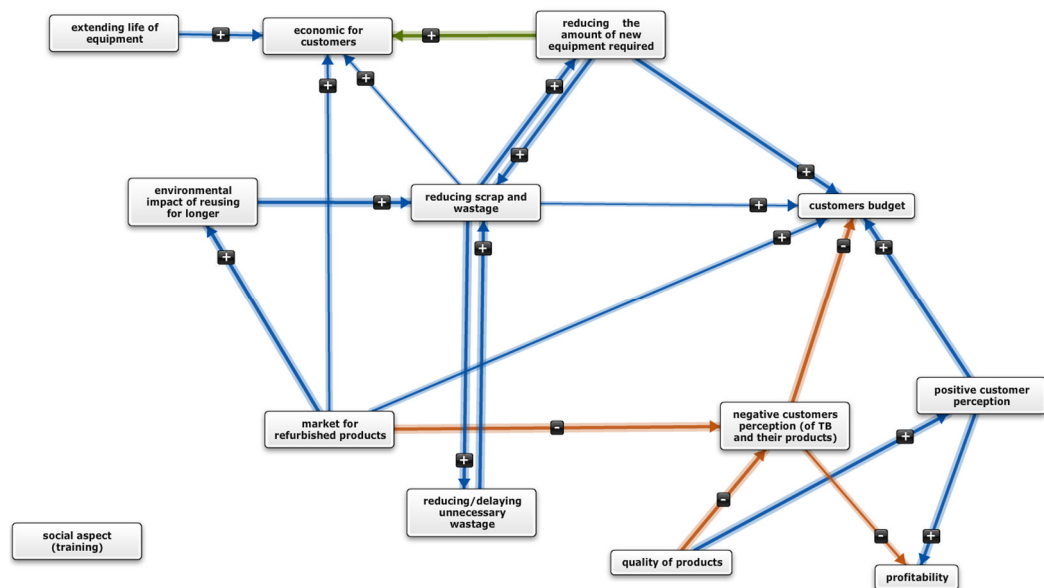 extending life of
equipment
+
economic for
customers
+
reducing the
amount of new
equipment required
+
+
+
+
+
environmental
impact of reusing
for longer
+
reducing scrap and
wastage
+
customers budget
+
+
+
-
+
market for
refurbished products
-
negative customers
perception (of TB
and their products)
positive customer
perception
+
+
reducing/delaying
unnecessary
wastage
-
-
+
social aspect
(training)
quality of products
profitability